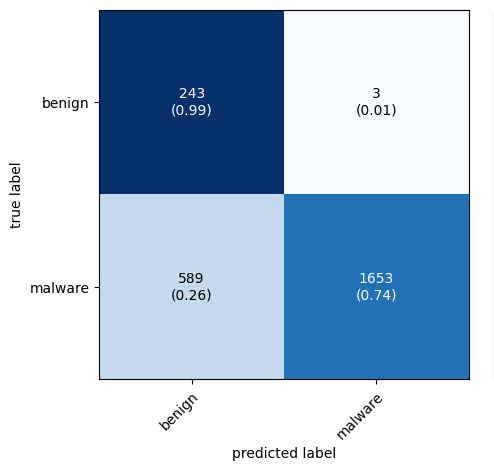 benign
243
(0.99)
3
(0.01)
true label
malware
589
(0.26)
1653
(0.74)
benign
malware
predicted label